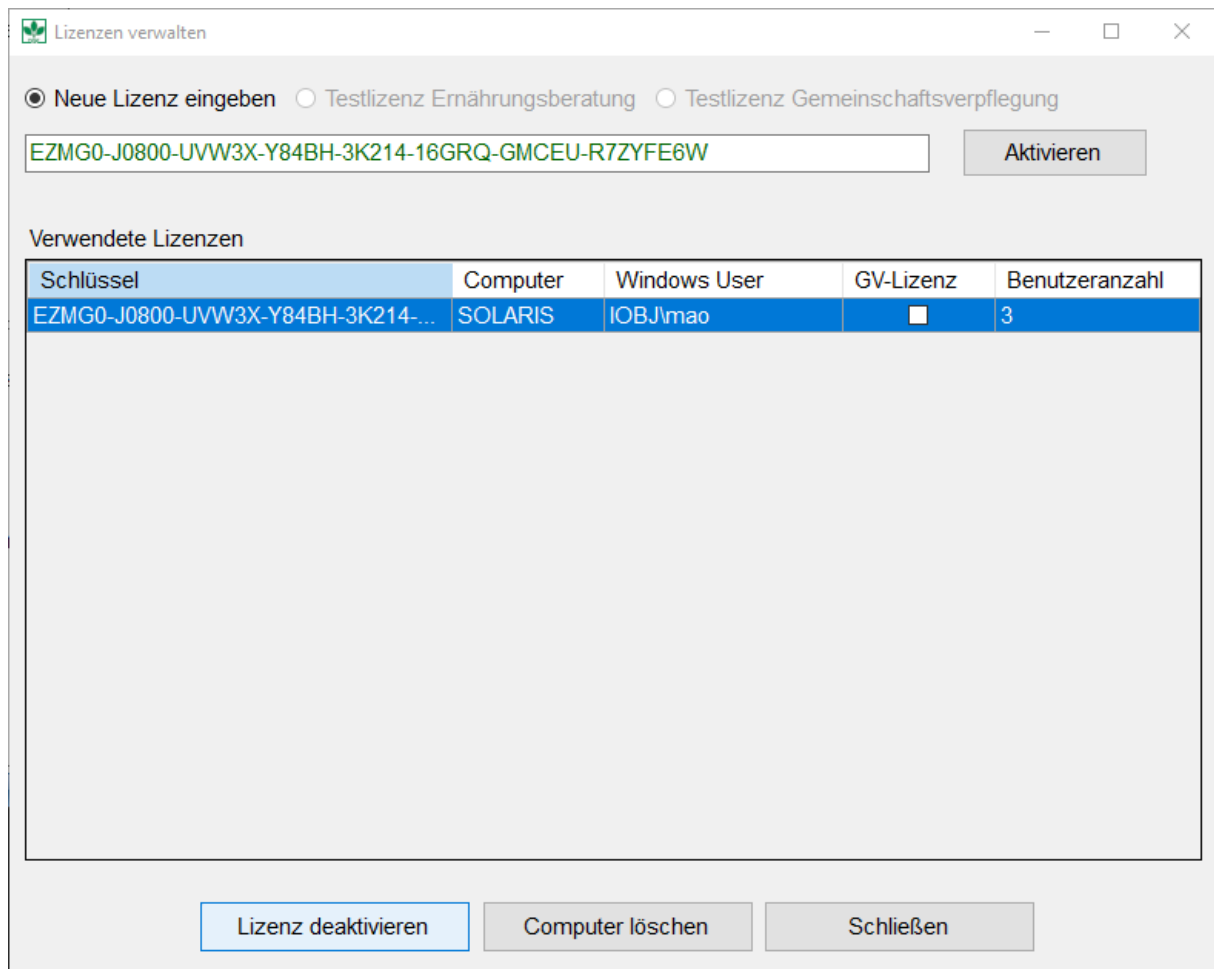 Lizenzen verwalten
Neue Lizenz eingeben Testlizenz Ernährungsberatung Testlizenz Gemeinschaftsverpflegung
EZMG0-J0800-UVW3X-Y84BH-3K214-16GRQ-GMCEU-R7ZYFE6W Aktivieren
Verwendete Lizenzen
Schlüssel Computer Windows User GV-Lizenz Benutzeranzahl
EZMG0-J0800-UVW3X-Y84BH-3K214-... SOLARIS IOBJ\mao 3
Lizenz deaktivieren Computer löschen Schließen